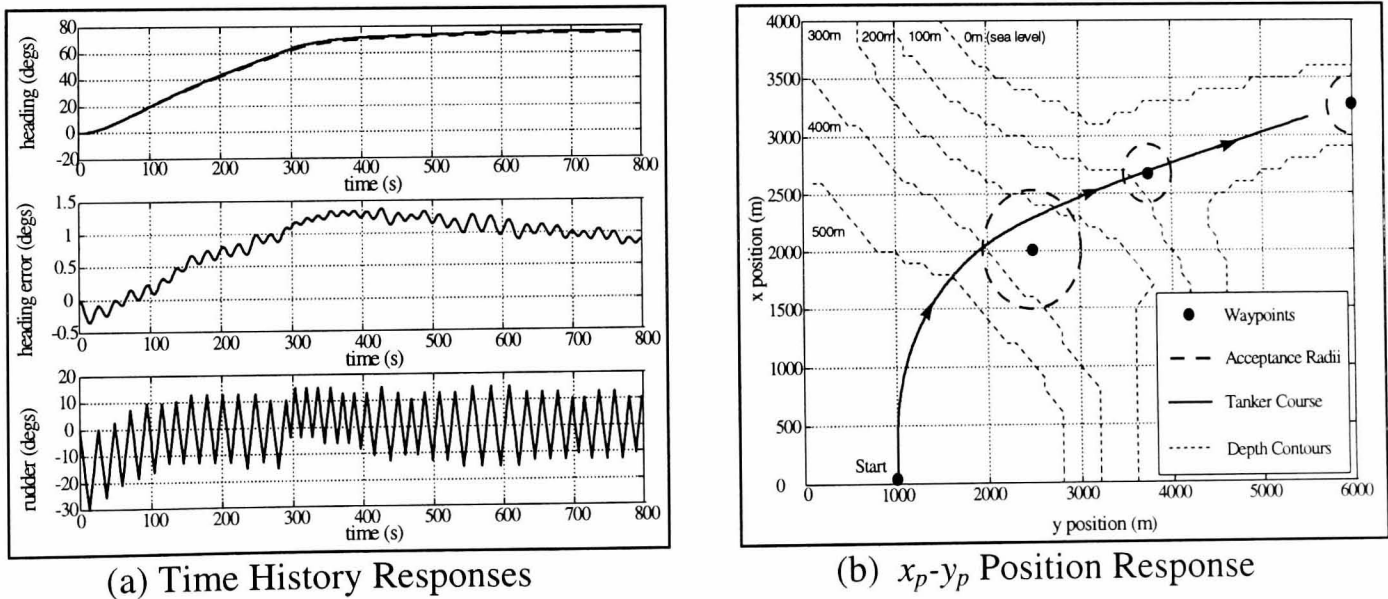 80
60
40
20
0
-20
heading (degs)
0 100 200 300 400 500 600 700 800
time (s)
1.5
1
0.5
0
-0.5
heading error (degs)
0 100 200 300 400 500 600 700 800
time (s)
20
10
0
-10
-20
-30
rudder (degs)
0 100 200 300 400 500 600 700 800
time (s)
(a) Time History Responses
4000
3500
3000
2500
2000
1500
1000
500
0
x position (m)
300m 200m 100m 0m (sea level)
400m
500m
Start
Waypoints
Acceptance Radii
Tanker Course
Depth Contours
0 1000 2000 3000 4000 5000 6000
y position (m)
(b) xₚ-yₚ Position Response